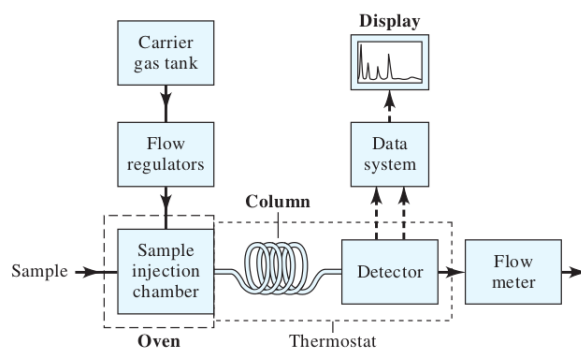 Display
Carrier
gas tank
Flow
regulators
Data
system
Column
Sample
Sample
injection
chamber
Detector
Flow
meter
Oven
Thermostat